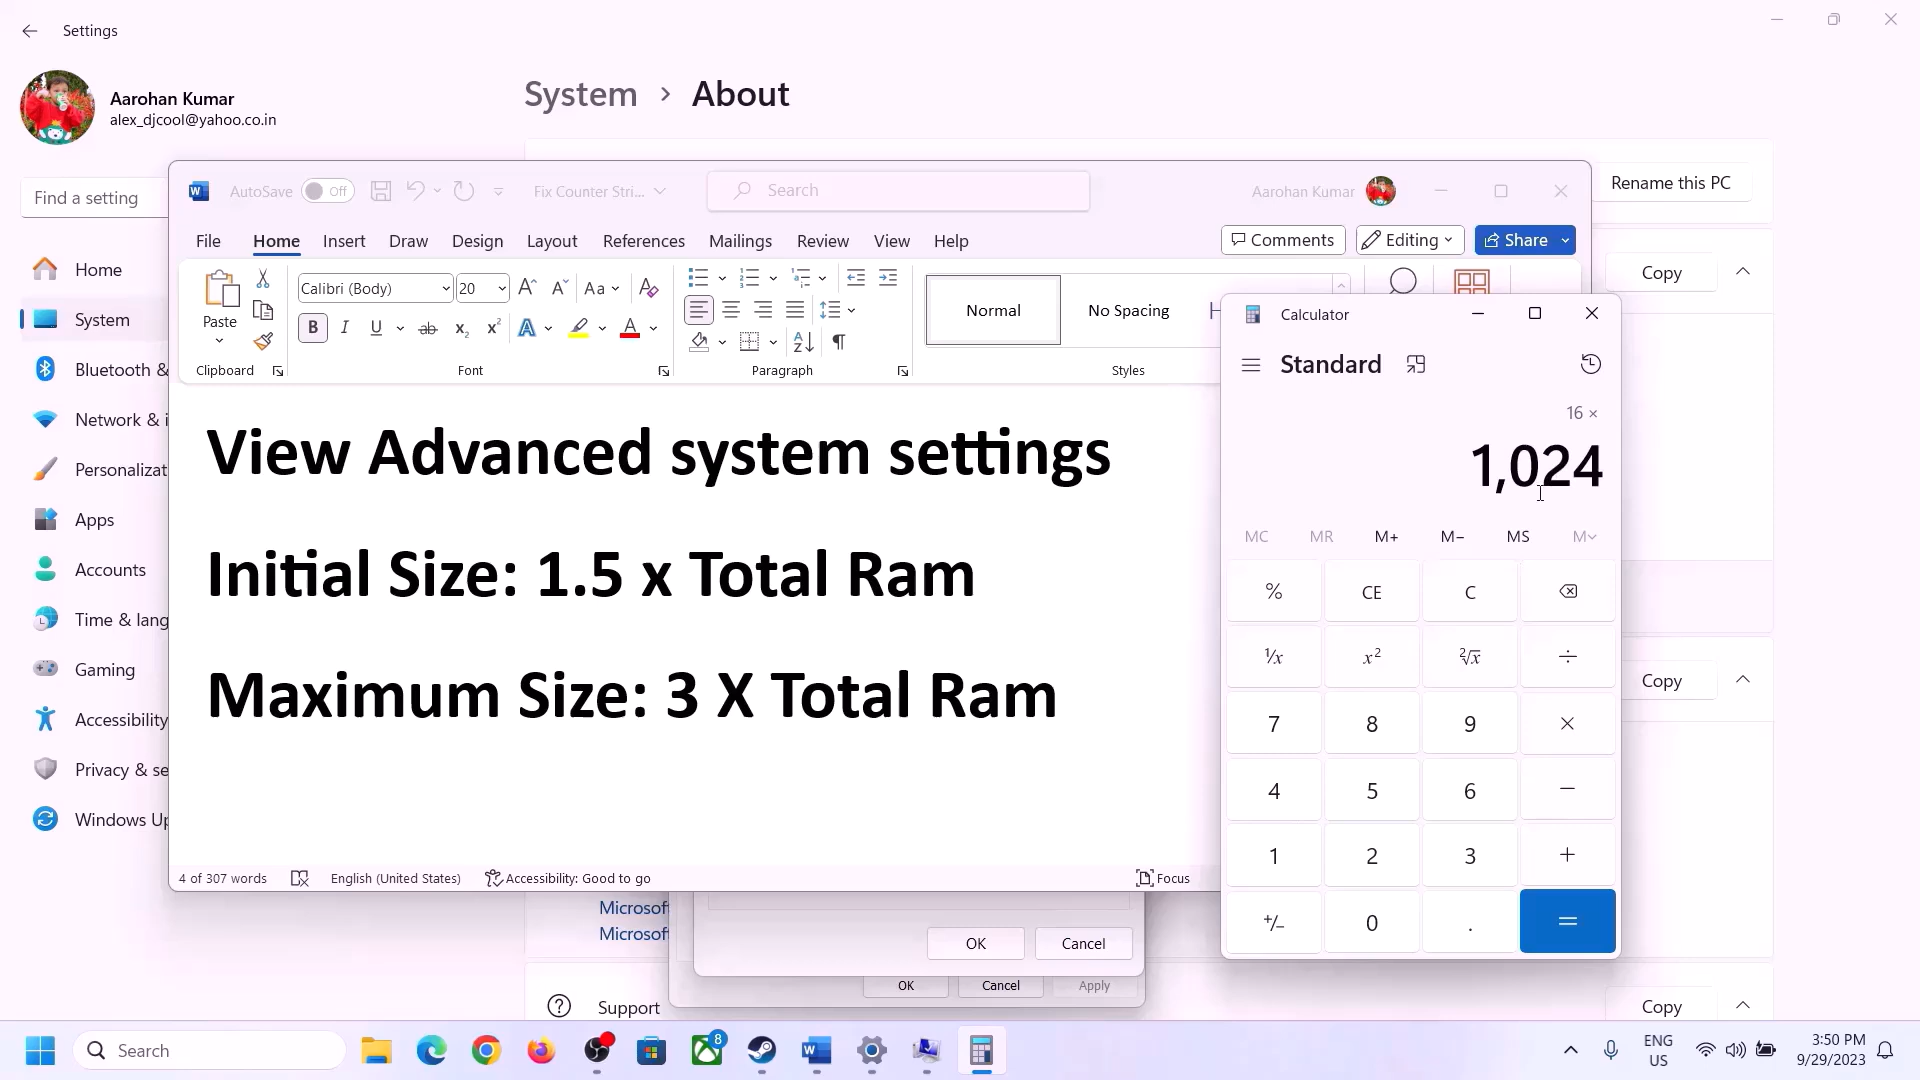 Settings
Aarohan Kumar
alex_djcool@yahoo.co.in
System > About
Find a setting
Home
System
Bluetooth &
Network & i
Personalizat
Apps
Accounts
Time & lang
Gaming
Accessibility
Privacy & se
Windows Up
Rename this PC
Copy
Copy
Copy
AutoSave Off
Fix Counter Stri...
Search
Aarohan Kumar
File Home Insert Draw Design Layout References Mailings Review View Help
Comments Editing Share
Paste
Calibri (Body) 20
Normal
No Spacing
Clipboard Font Paragraph Styles
View Advanced system settings
Initial Size: 1.5 x Total Ram
Maximum Size: 3 X Total Ram
4 of 307 words English (United States) Accessibility: Good to go Focus
Calculator
Standard
16 ×
1,024
MC MR M+ M− MS M
% CE C
1/x x² ²√x ÷
7 8 9 ×
4 5 6 −
1 2 3 +
+/− 0 . =
OK Cancel
OK Cancel Apply
Support
Search
8
ENG
US
3:50 PM
9/29/2023